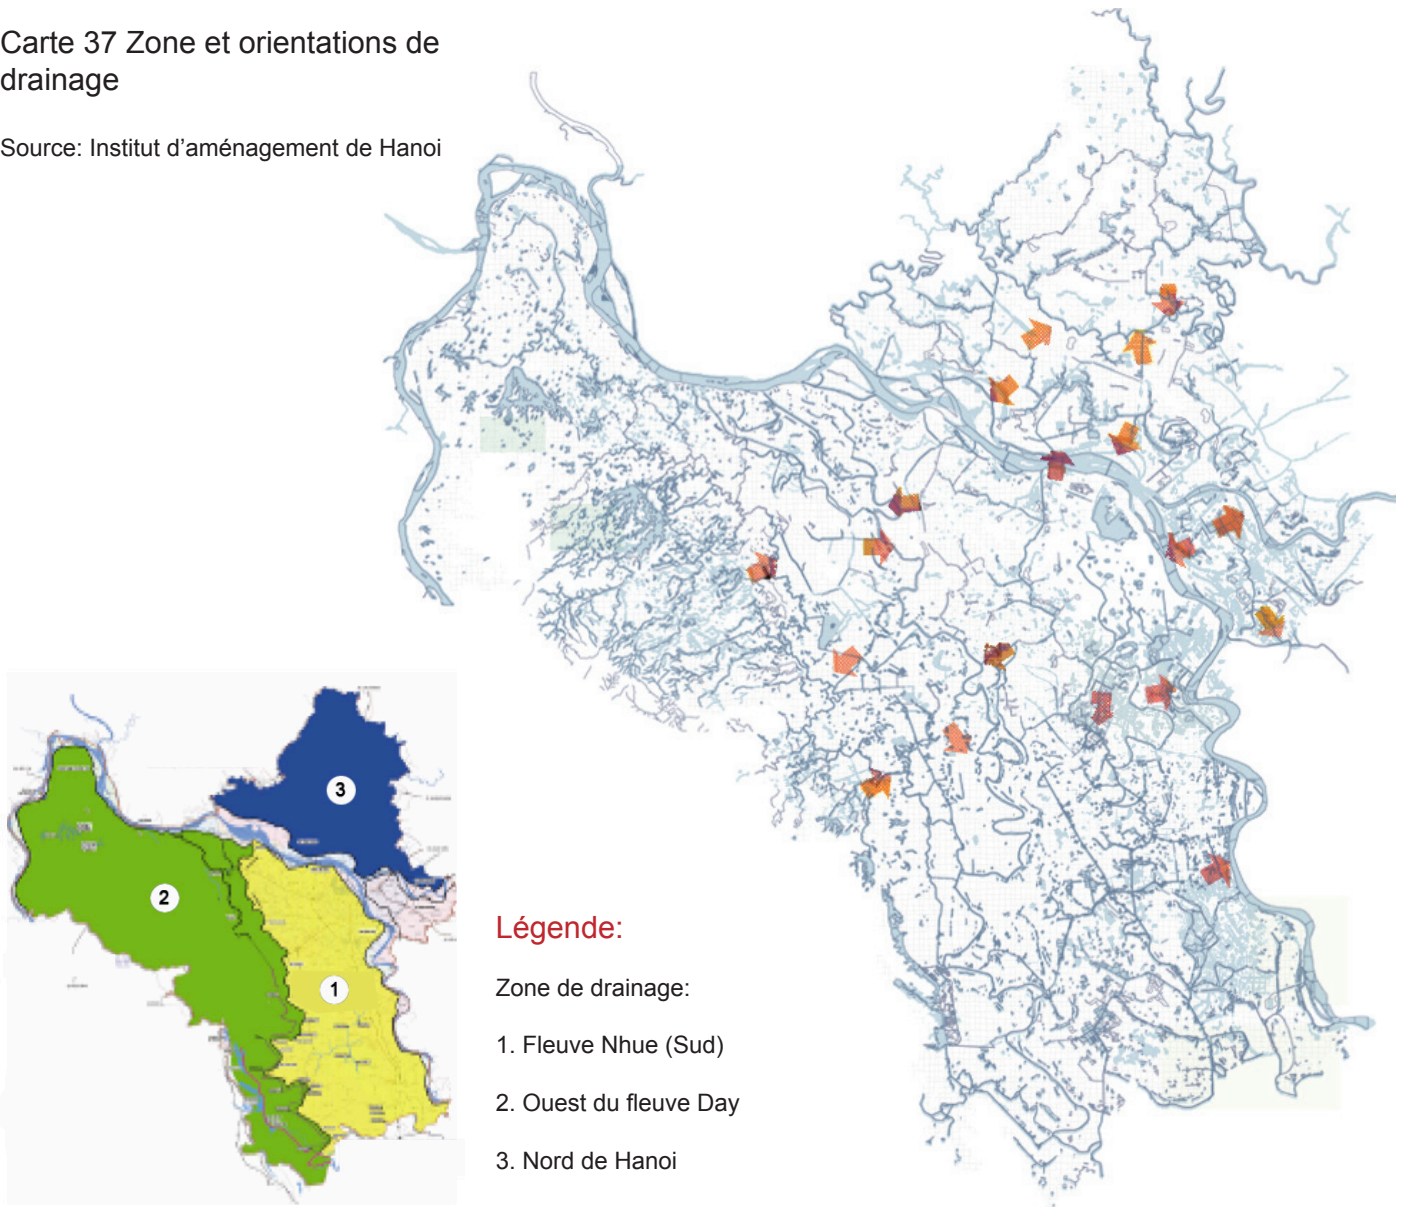 Carte 37 Zone et orientations de
drainage
Source: Institut d’aménagement de Hanoi
3
2
1
Légende:
Zone de drainage:
1. Fleuve Nhue (Sud)
2. Ouest du fleuve Day
3. Nord de Hanoi